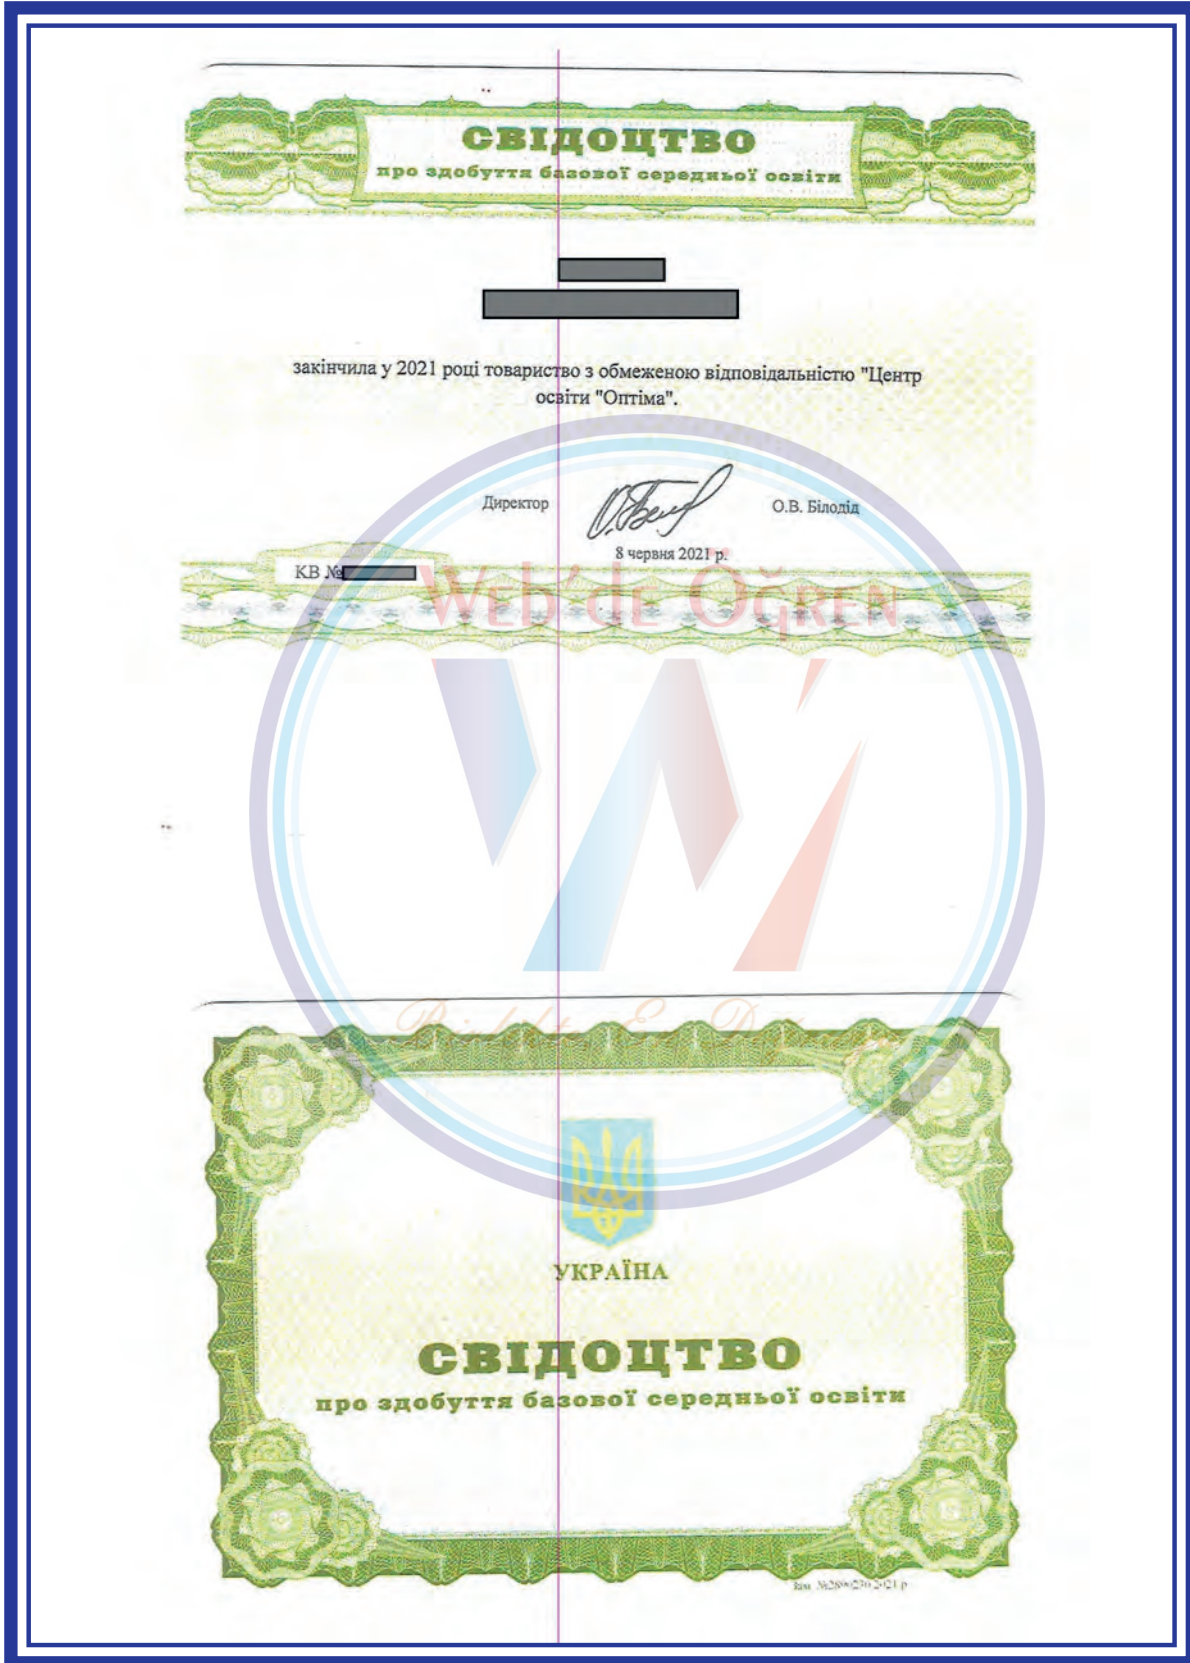 СВІДОЦТВО
про здобуття базової середньої освіти
закінчила у 2021 році товариство з обмеженою відповідальністю "Центр
освіти "Оптіма".
Директор О.В. Білодід
8 червня 2021 р.
КВ №
Web'de Öğren
УКРАЇНА
СВІДОЦТВО
про здобуття базової середньої освіти